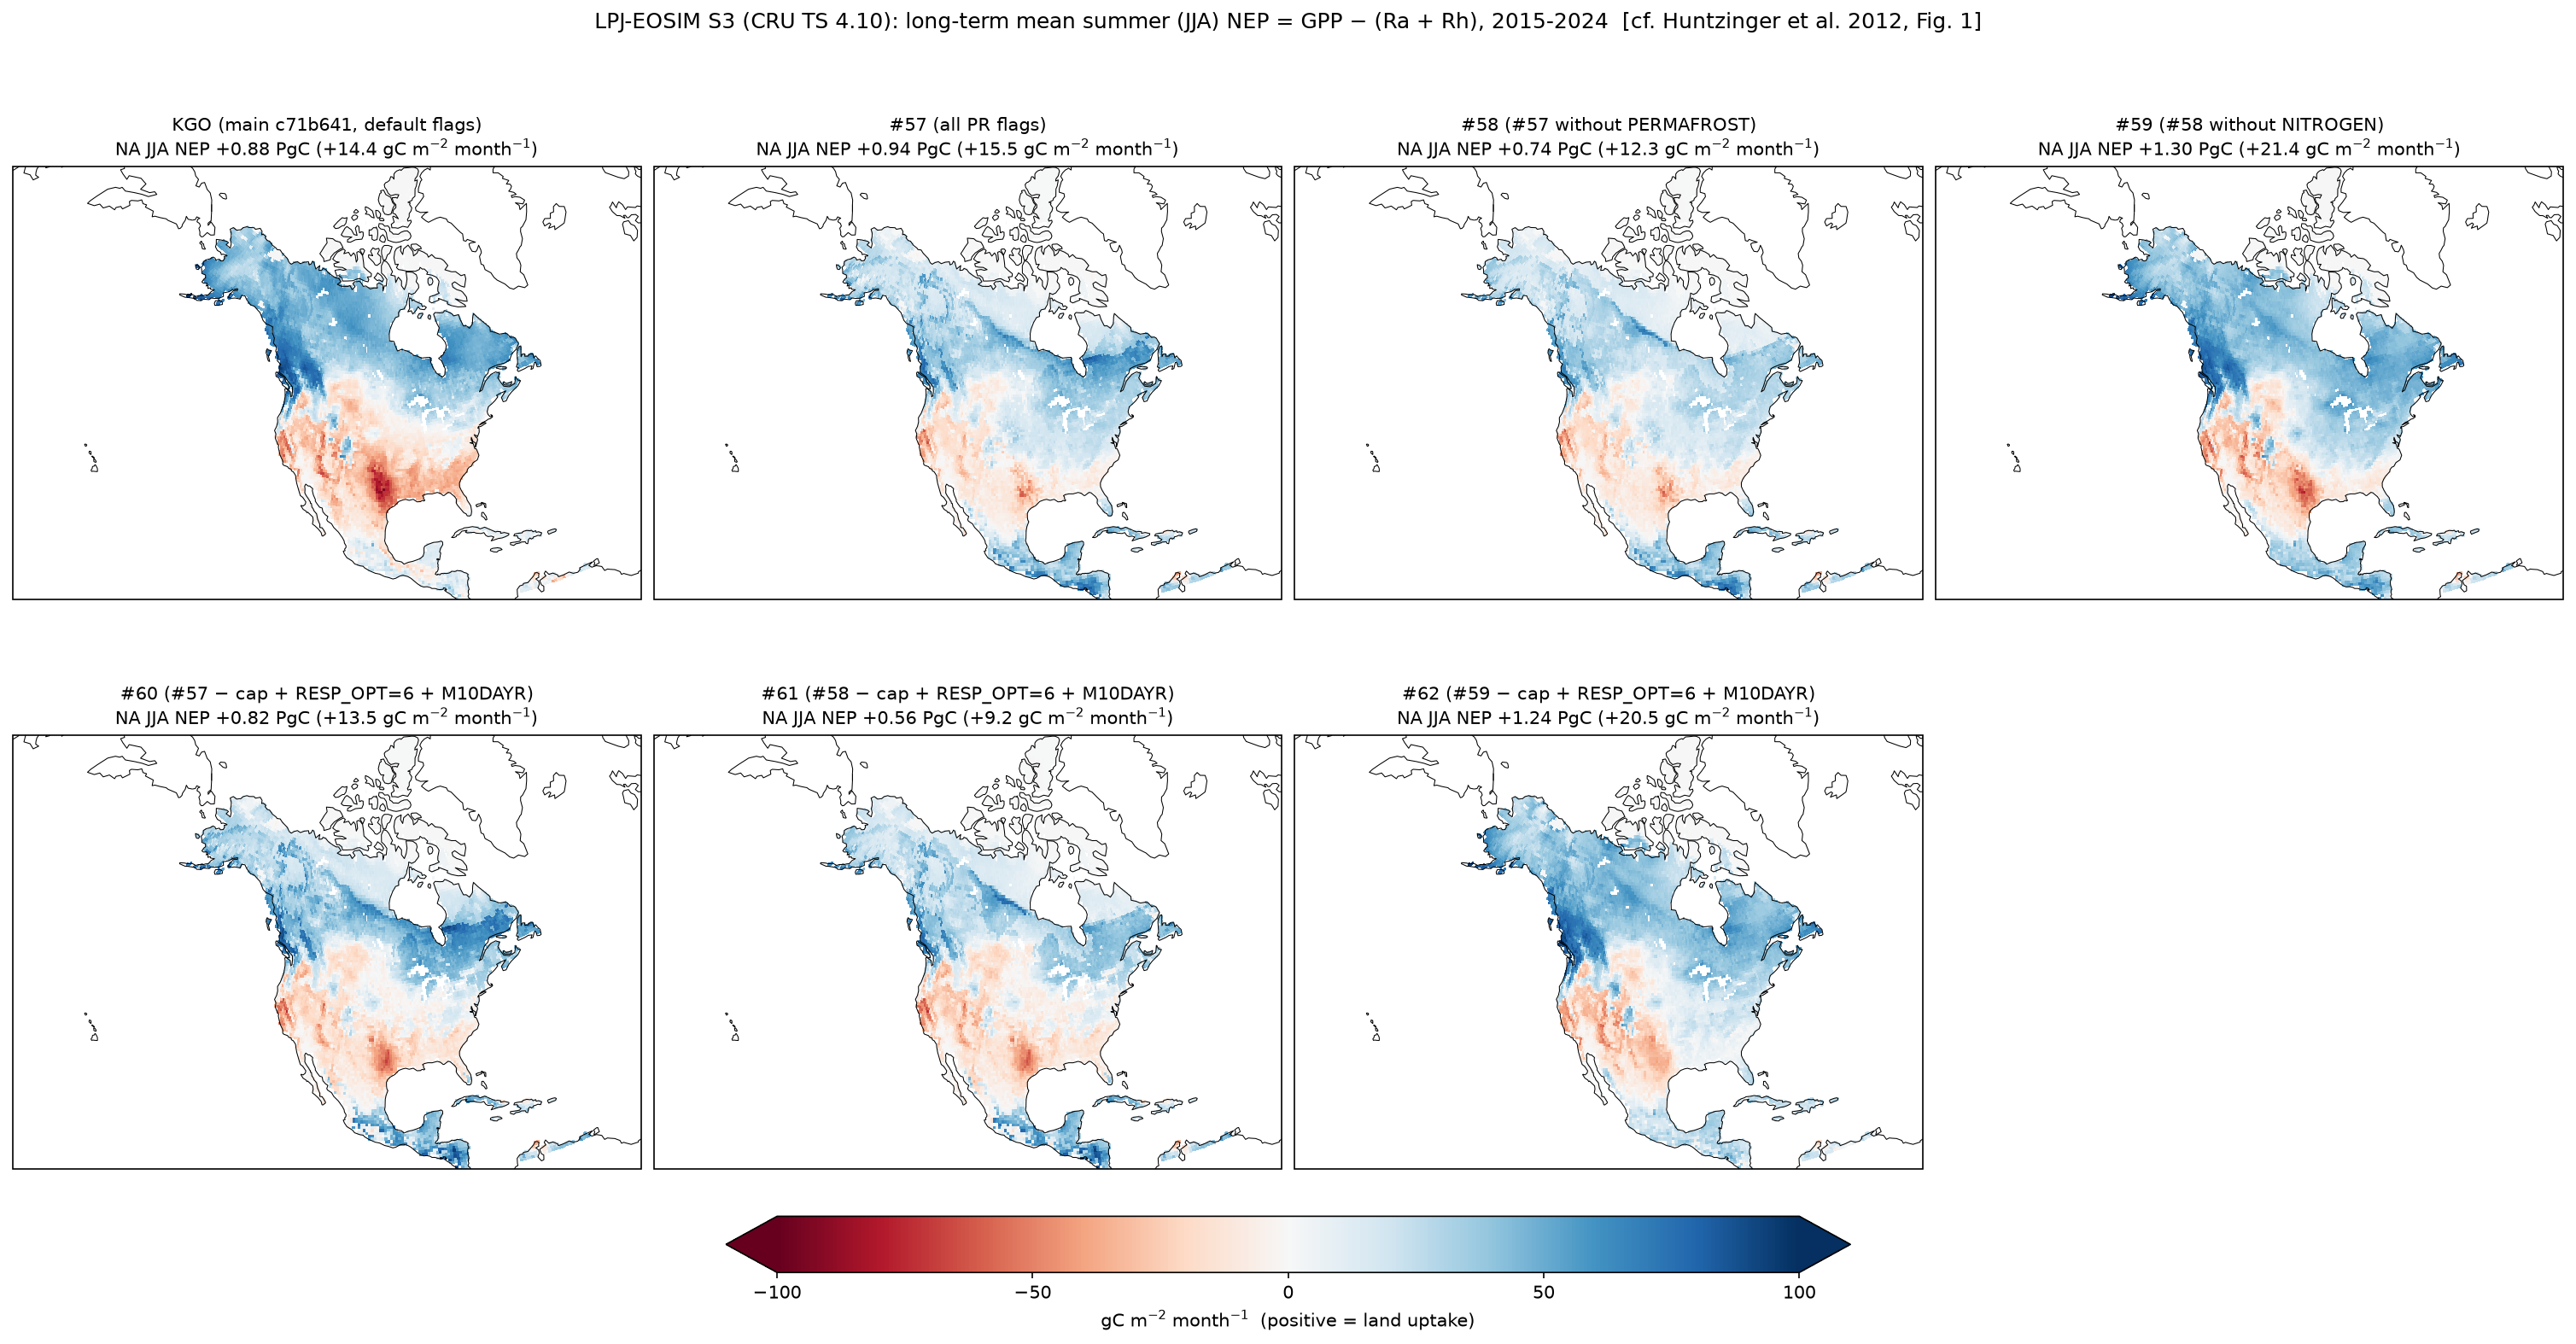 LPJ-EOSIM S3 (CRU TS 4.10): long-term mean summer (JJA) NEP = GPP − (Ra + Rh), 2015-2024  [cf. Huntzinger et al. 2012, Fig. 1]
KGO (main c71b641, default flags)
NA JJA NEP +0.88 PgC (+14.4 gC m⁻² month⁻¹)
#57 (all PR flags)
NA JJA NEP +0.94 PgC (+15.5 gC m⁻² month⁻¹)
#58 (#57 without PERMAFROST)
NA JJA NEP +0.74 PgC (+12.3 gC m⁻² month⁻¹)
#59 (#58 without NITROGEN)
NA JJA NEP +1.30 PgC (+21.4 gC m⁻² month⁻¹)
#60 (#57 − cap + RESP_OPT=6 + M10DAYR)
NA JJA NEP +0.82 PgC (+13.5 gC m⁻² month⁻¹)
#61 (#58 − cap + RESP_OPT=6 + M10DAYR)
NA JJA NEP +0.56 PgC (+9.2 gC m⁻² month⁻¹)
#62 (#59 − cap + RESP_OPT=6 + M10DAYR)
NA JJA NEP +1.24 PgC (+20.5 gC m⁻² month⁻¹)
−100 −50 0 50 100
gC m⁻² month⁻¹  (positive = land uptake)